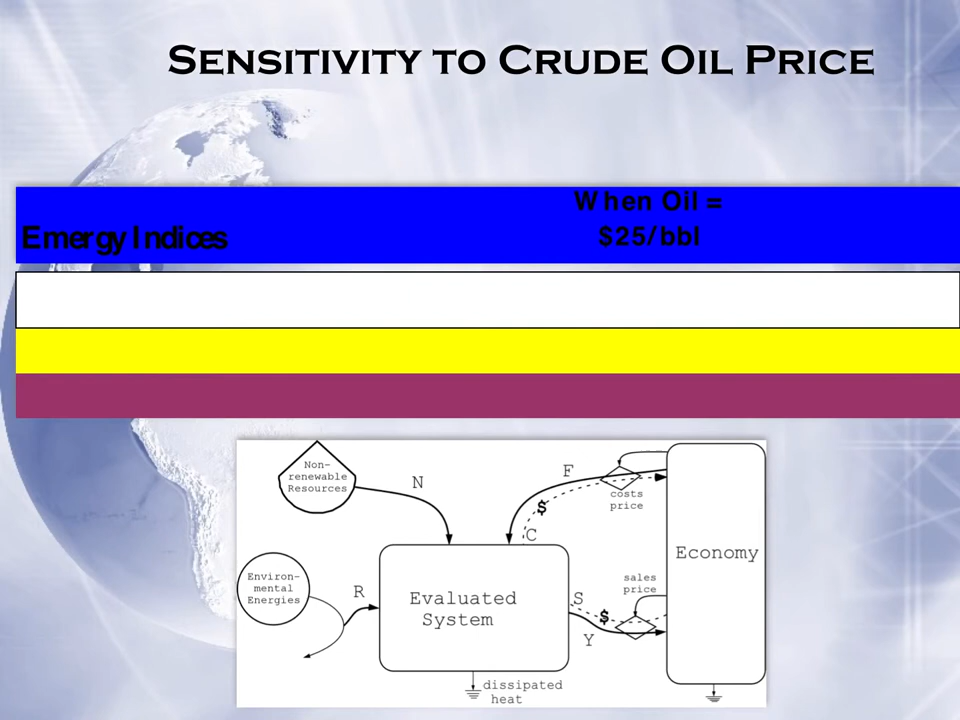 SENSITIVITY TO CRUDE OIL PRICE
When Oil =
Emergy Indices
$25/bbl
Non-
renewable
Resources
N
F
costs
price
$
C
Economy
Environ-
mental
Energies
R
Evaluated
System
sales
price
S
$
Y
dissipated
heat